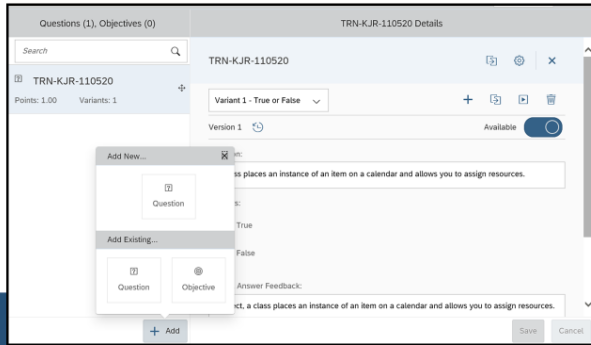 Questions (1), Objectives (0)
TRN-KJR-110520 Details
Search
TRN-KJR-110520
Points: 1.00 Variants: 1
TRN-KJR-110520
Variant 1 - True or False
Version 1
Available
Add New...
Question
Add Existing...
Question Objective
+ Add
places an instance of an item on a calendar and allows you to assign resources.
True
False
Answer Feedback:
a class places an instance of an item on a calendar and allows you to assign resources.
Save Cancel